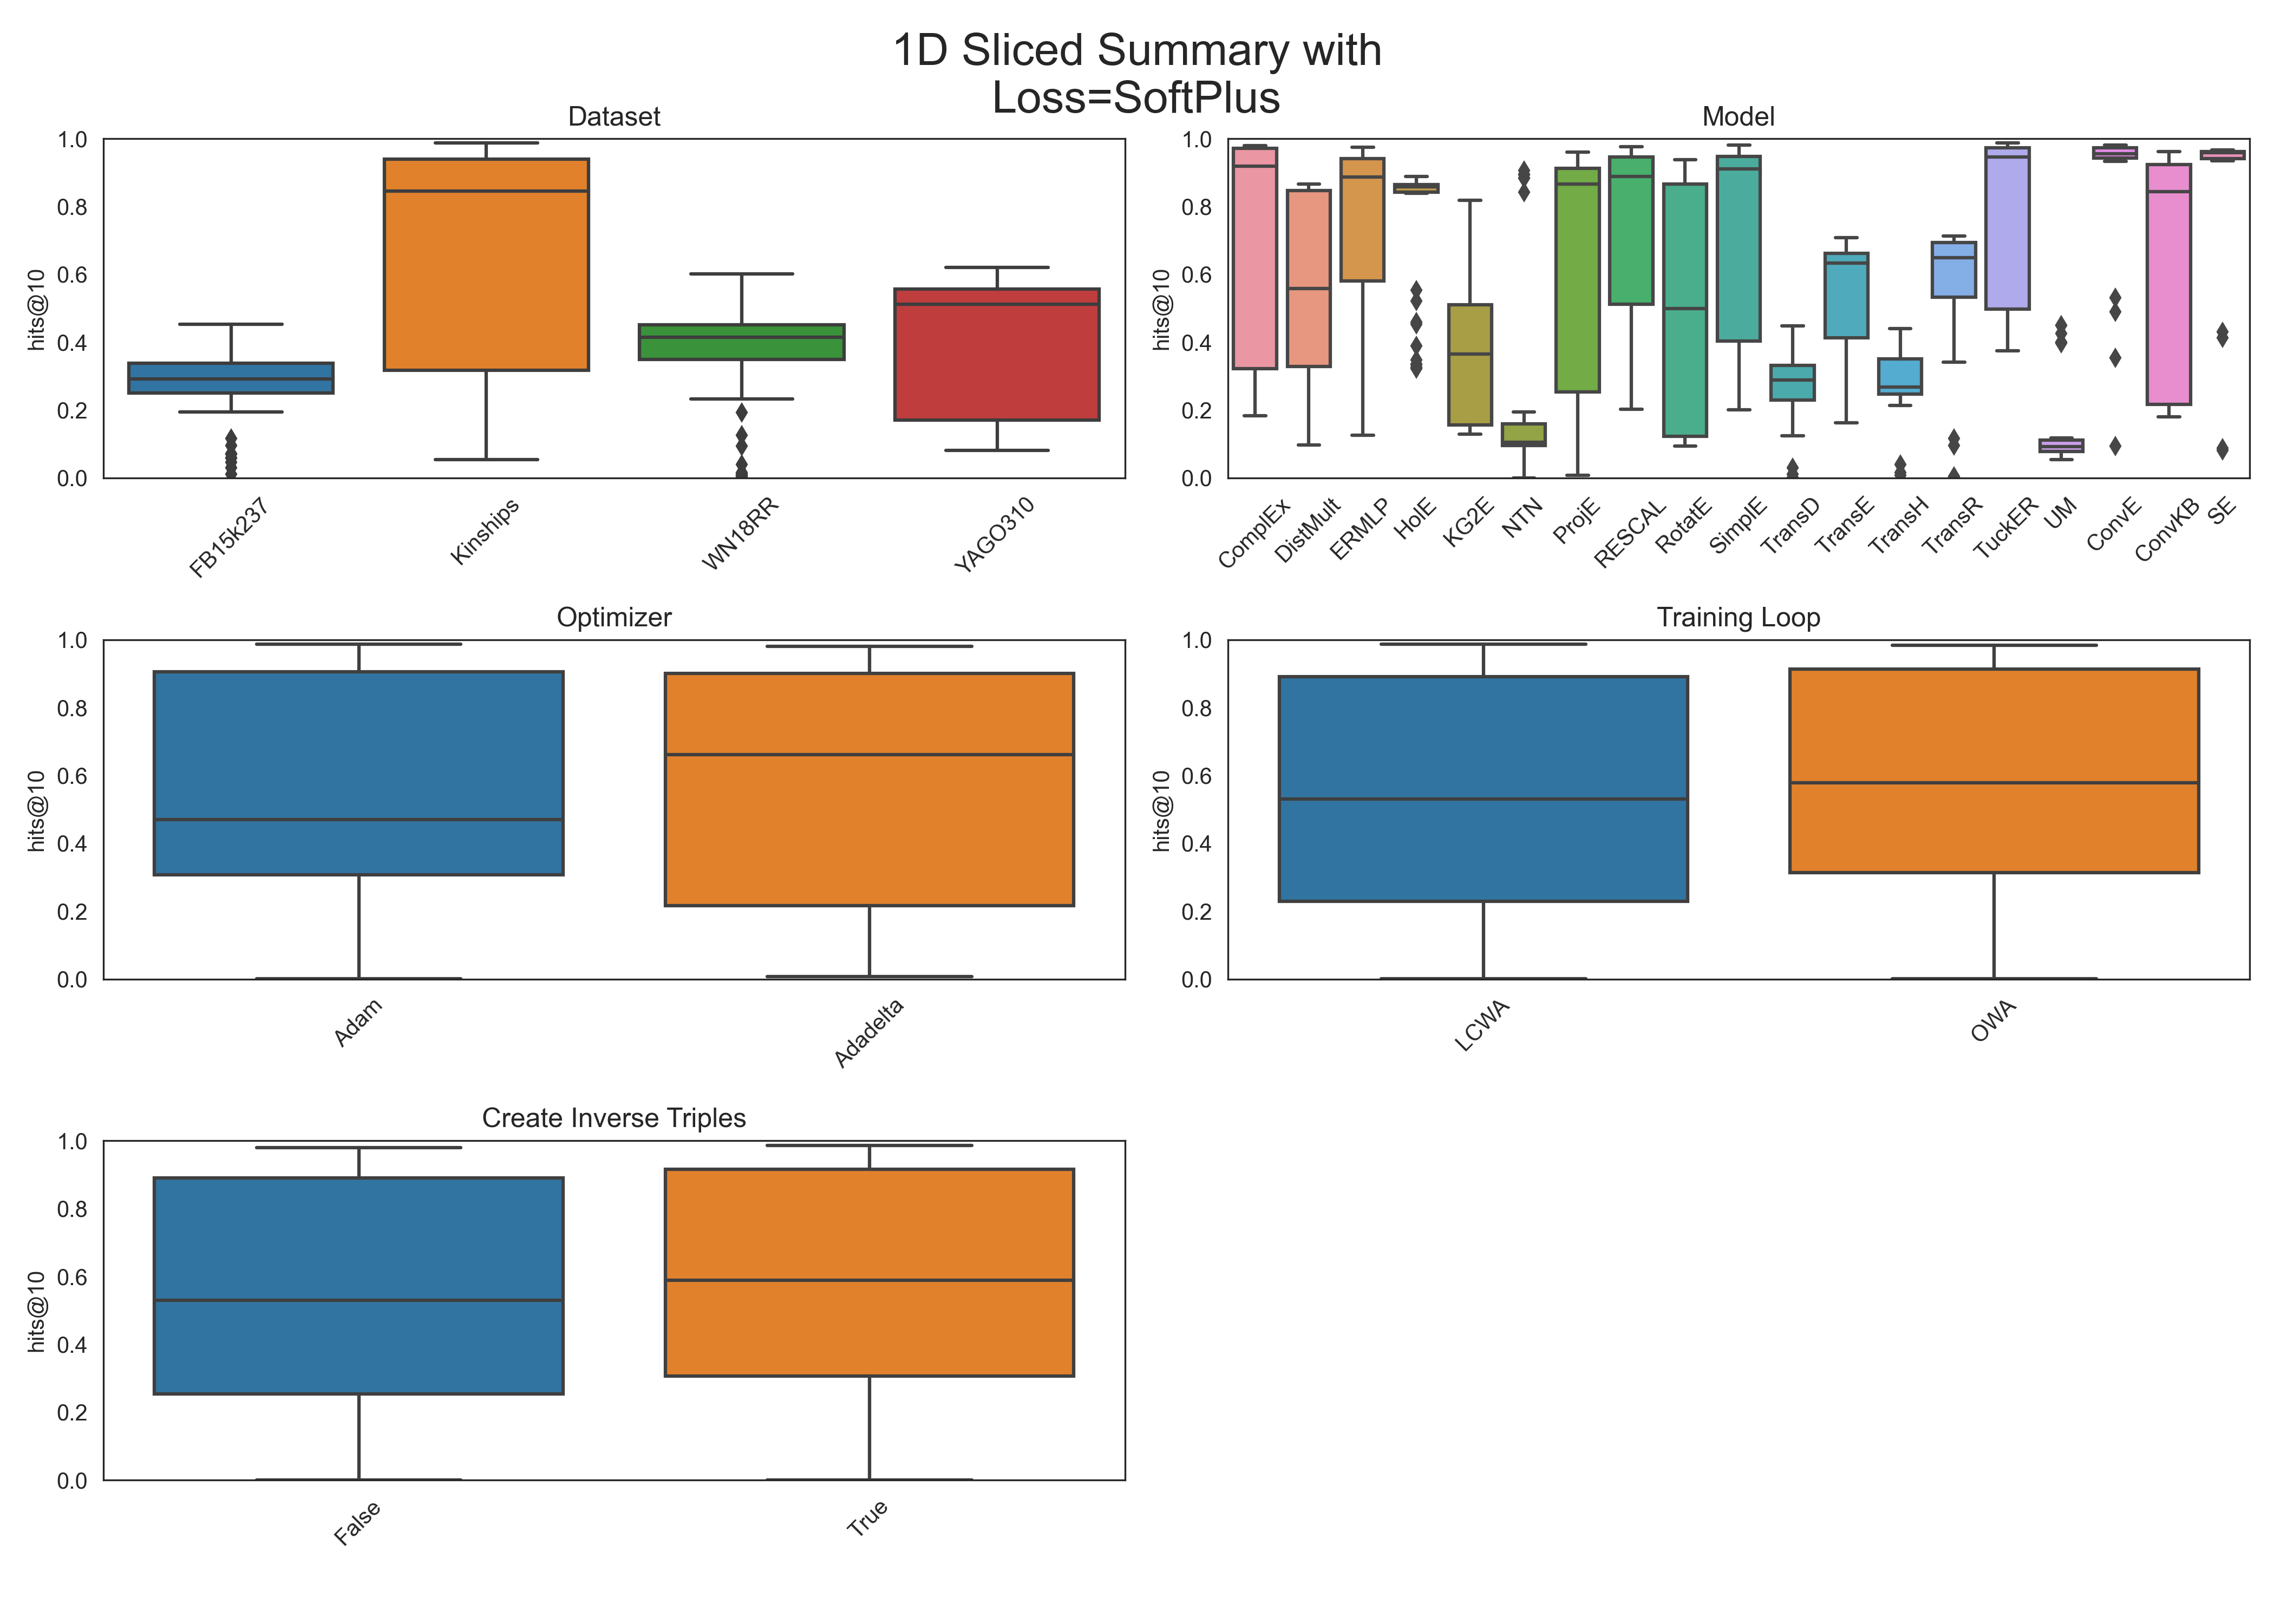 1D Sliced Summary with
Loss=SoftPlus
Dataset
hits@10
1.0
0.8
0.6
0.4
0.2
0.0
FB15k237
Kinships
WN18RR
YAGO310
Model
hits@10
1.0
0.8
0.6
0.4
0.2
0.0
ComplEx
DistMult
ERMLP
HolE
KG2E
NTN
ProjE
RESCAL
RotatE
SimplE
TransD
TransE
TransH
TransR
TuckER
UM
ConvE
ConvKB
SE
Optimizer
hits@10
1.0
0.8
0.6
0.4
0.2
0.0
Adam
Adadelta
Training Loop
hits@10
1.0
0.8
0.6
0.4
0.2
0.0
LCWA
OWA
Create Inverse Triples
hits@10
1.0
0.8
0.6
0.4
0.2
0.0
False
True